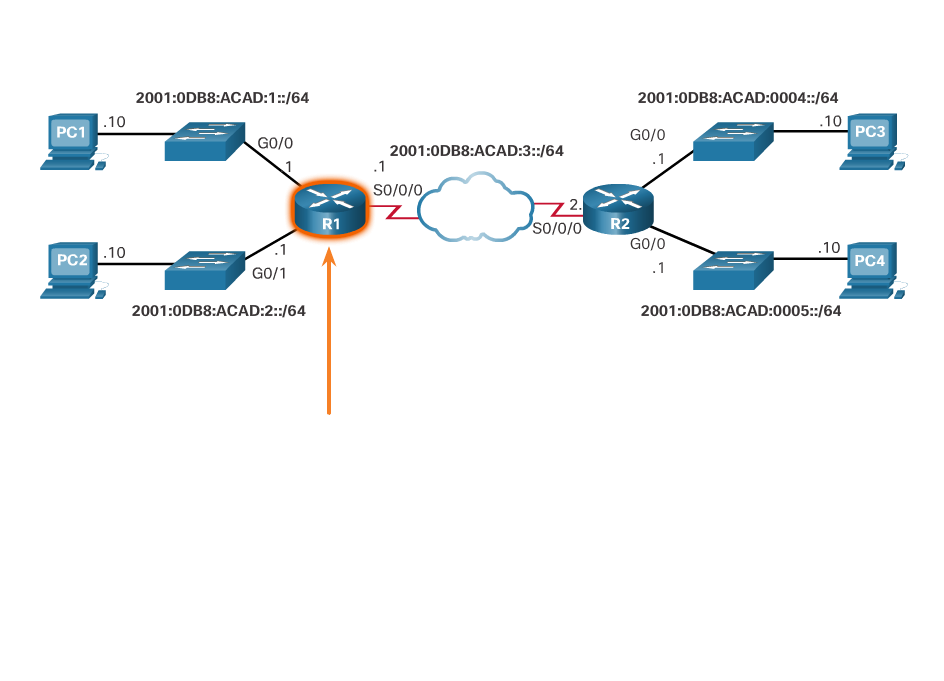 2001:0DB8:ACAD:1::/64
2001:0DB8:ACAD:0004::/64
PC1
.10
G0/0
1
2001:0DB8:ACAD:3::/64
.1
S0/0/0
R1
G0/0
.1
.10
PC3
2.
S0/0/0
R2
PC2
.10
.1
G0/1
2001:0DB8:ACAD:2::/64
G0/0
.1
.10
PC4
2001:0DB8:ACAD:0005::/64